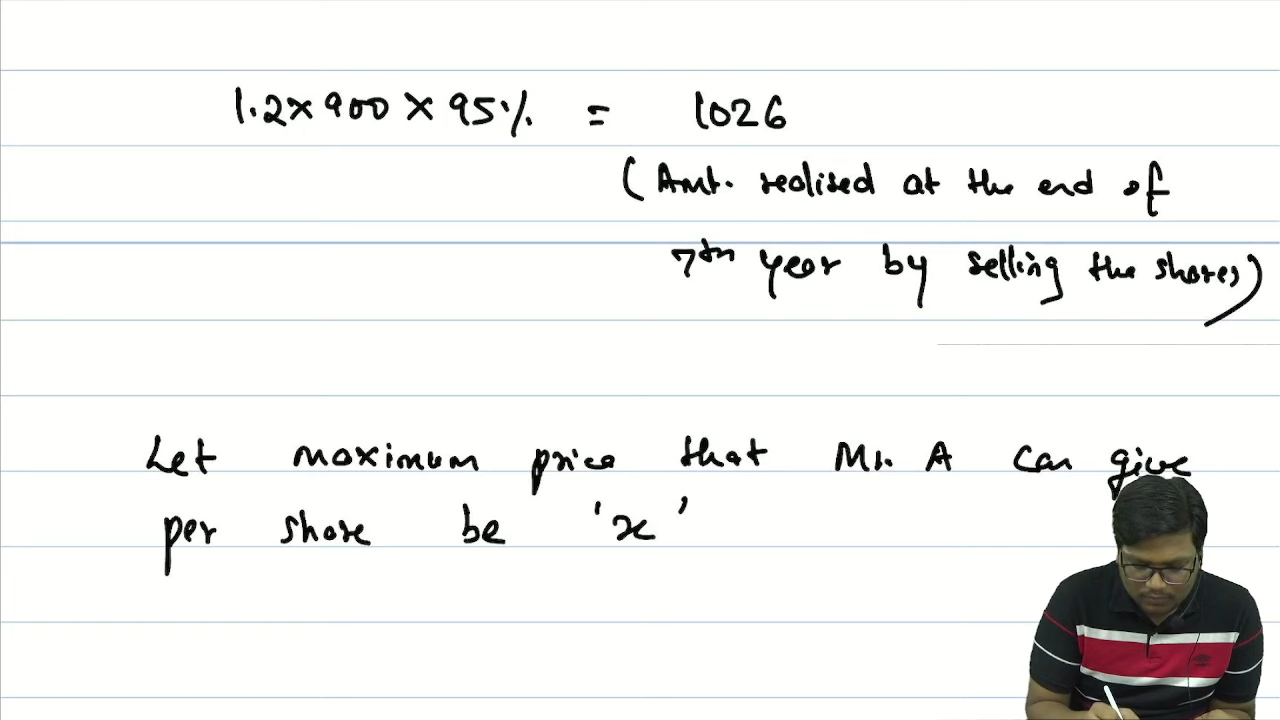 1.2×900 × 95% = 1026
(Amt. realised at the end of
7th year by selling the shares)
Let maximum price that Mr. A can give
per share be 'x'